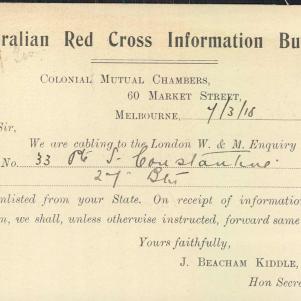 ralian Red Cross Information Bu
COLONIAL MUTUAL CHAMBERS,
60 MARKET STREET,
MELBOURNE, 7/3/18
Sir,
We are cabling to the London W. & M. Enquiry
No. 33 Pte S. Constantine
27" Btn
nlisted from your State. On receipt of information
n, we shall, unless otherwise instructed, forward same
Yours faithfully,
J. BEACHAM KIDDLE,
Hon Secre